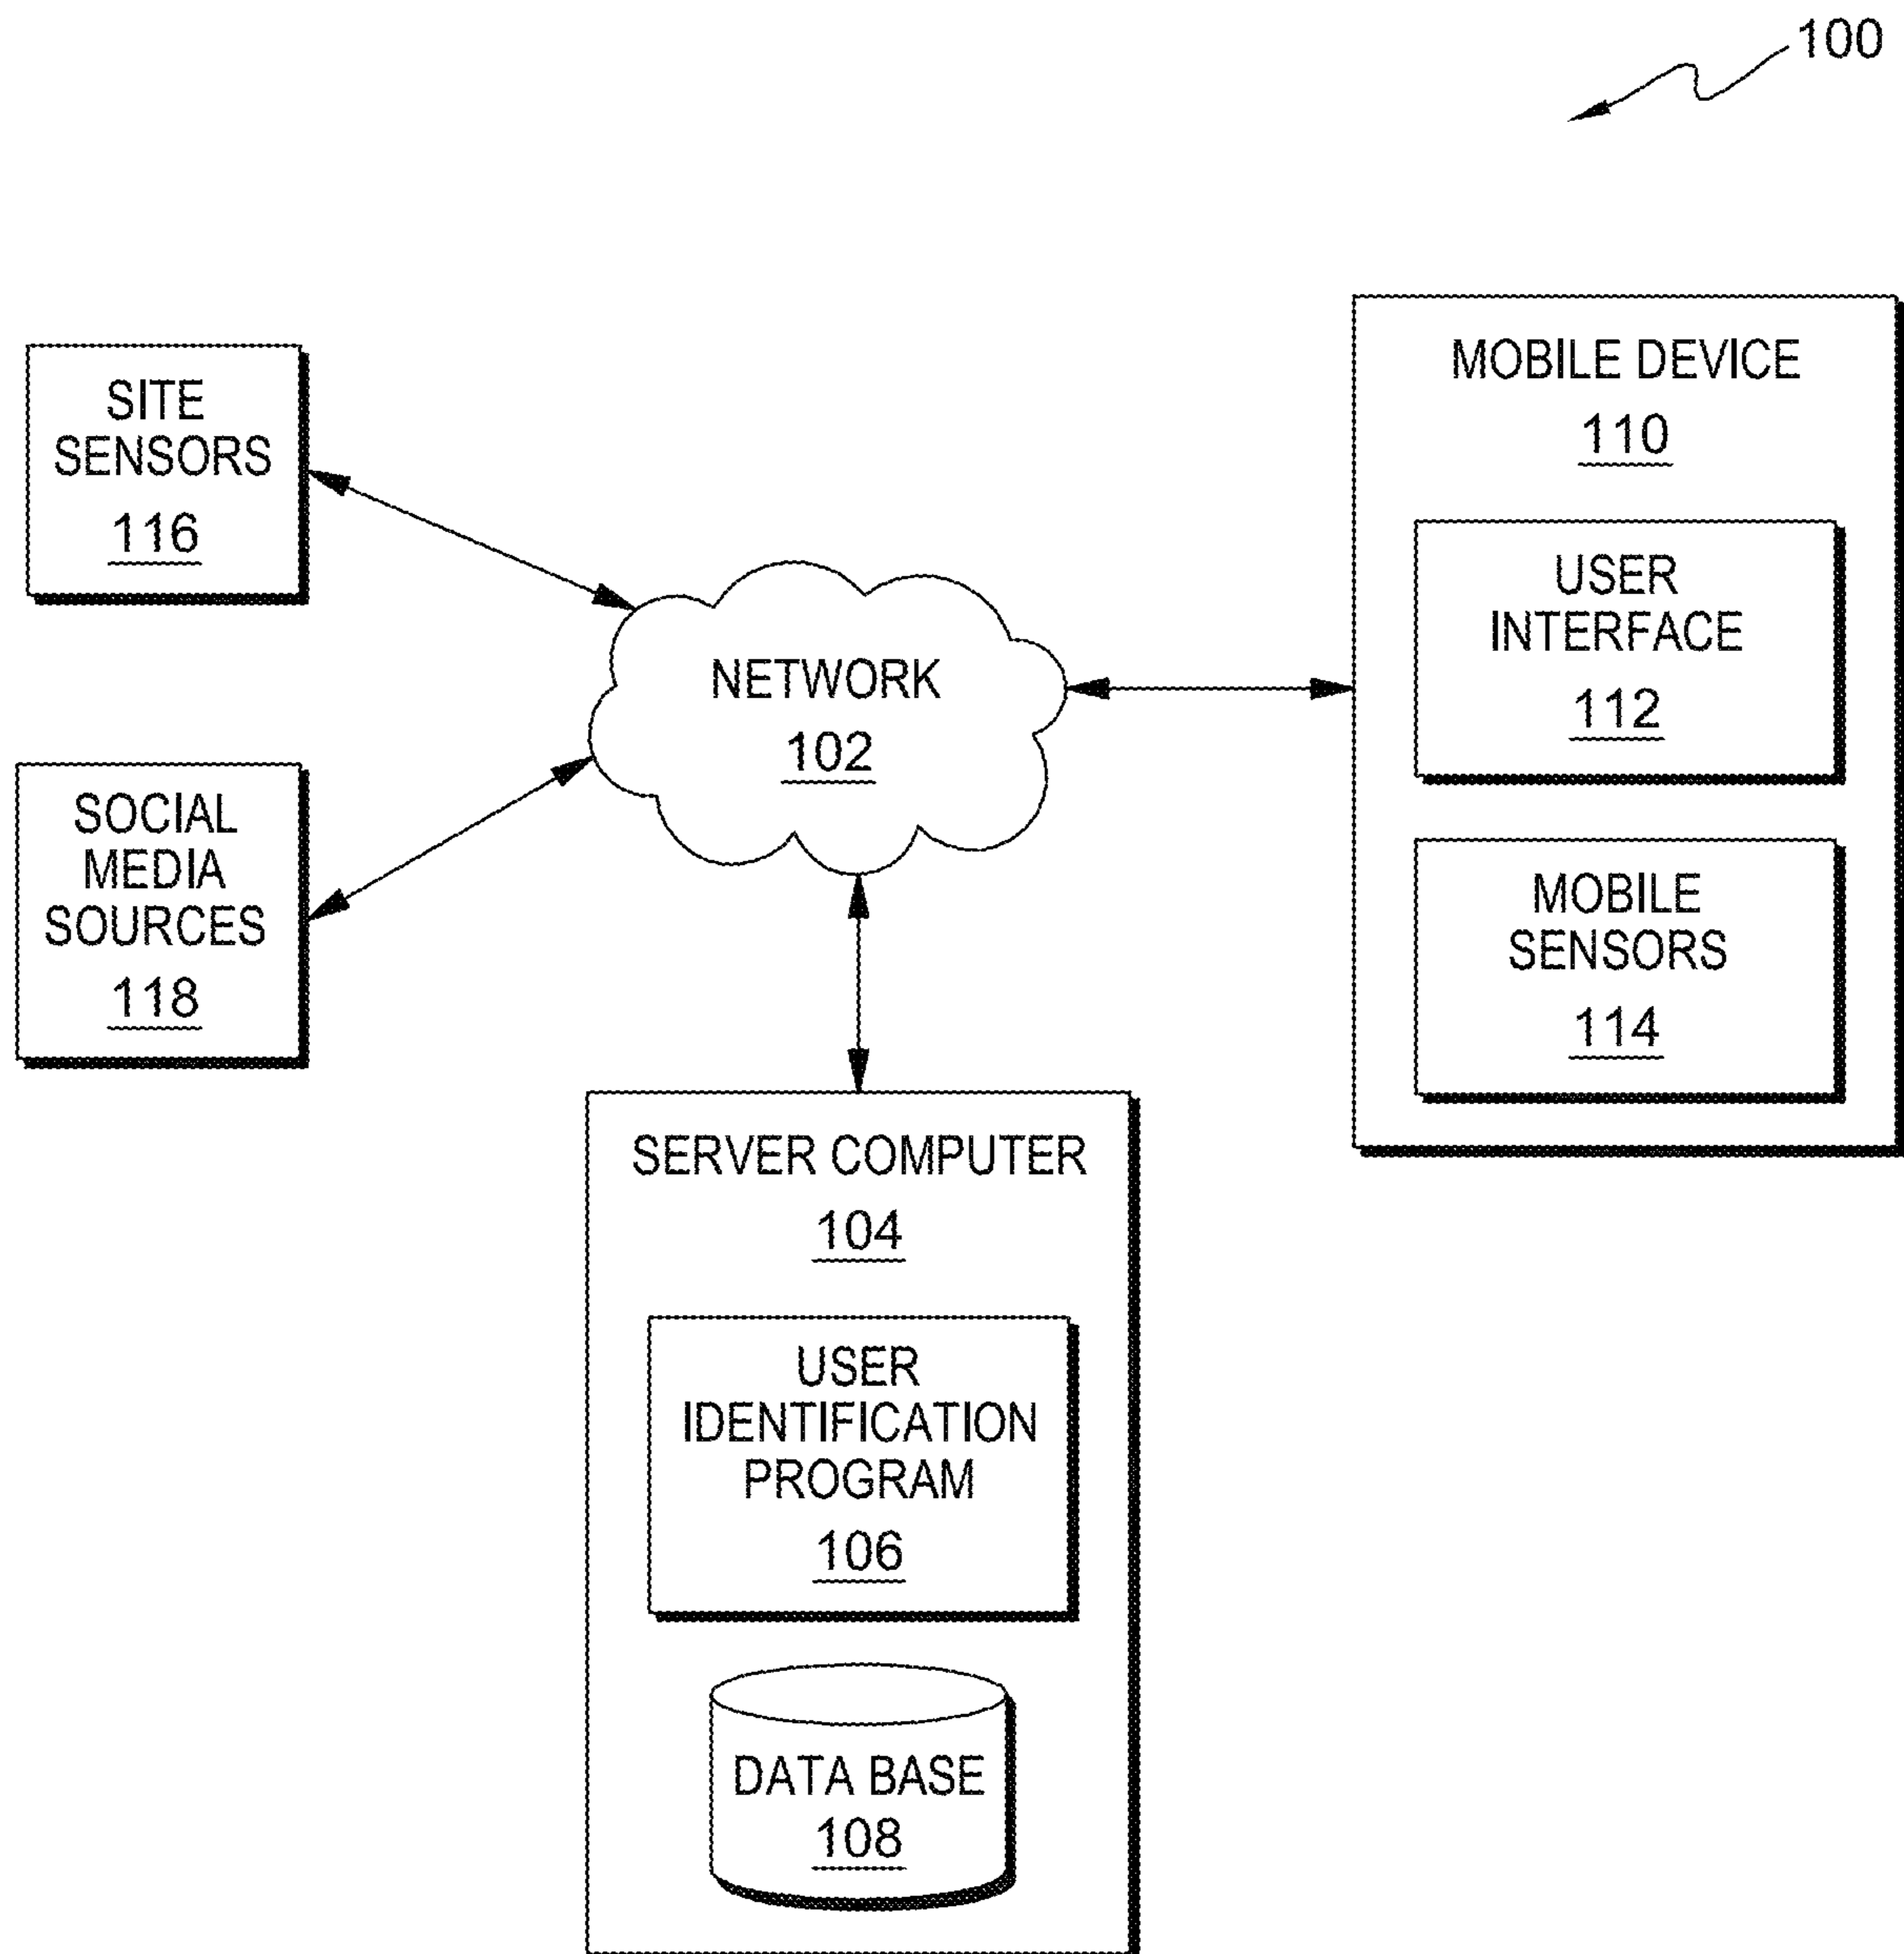 100
SITE
SENSORS
116
SOCIAL
MEDIA
SOURCES
118
NETWORK
102
MOBILE DEVICE
110
USER
INTERFACE
112
MOBILE
SENSORS
114
SERVER COMPUTER
104
USER
IDENTIFICATION
PROGRAM
106
DATA BASE
108